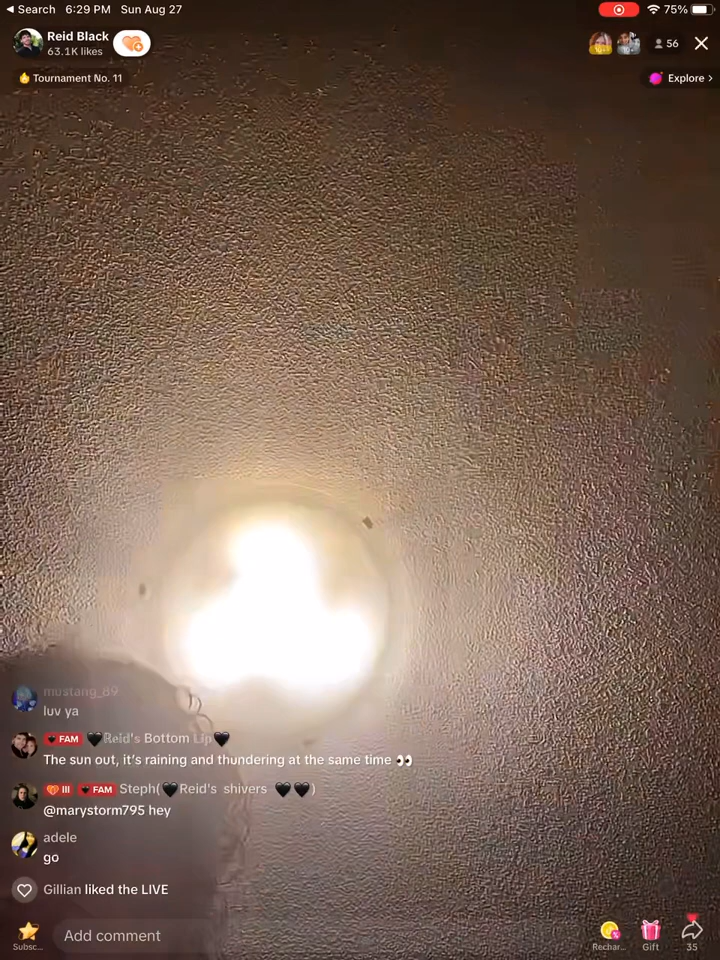 Search 6:29 PM Sun Aug 27 75%
Reid Black
63.1K likes
56
Tournament No. 11
Explore >
mustang_89
luv ya
FAM 🖤Reid's Bottom Lip🖤
The sun out, it's raining and thundering at the same time 👀
III FAM Steph(🖤Reid's shivers 🖤🖤)
@marystorm795 hey
adele
go
Gillian liked the LIVE
Subsc...
Add comment
Rechar...
Gift
35